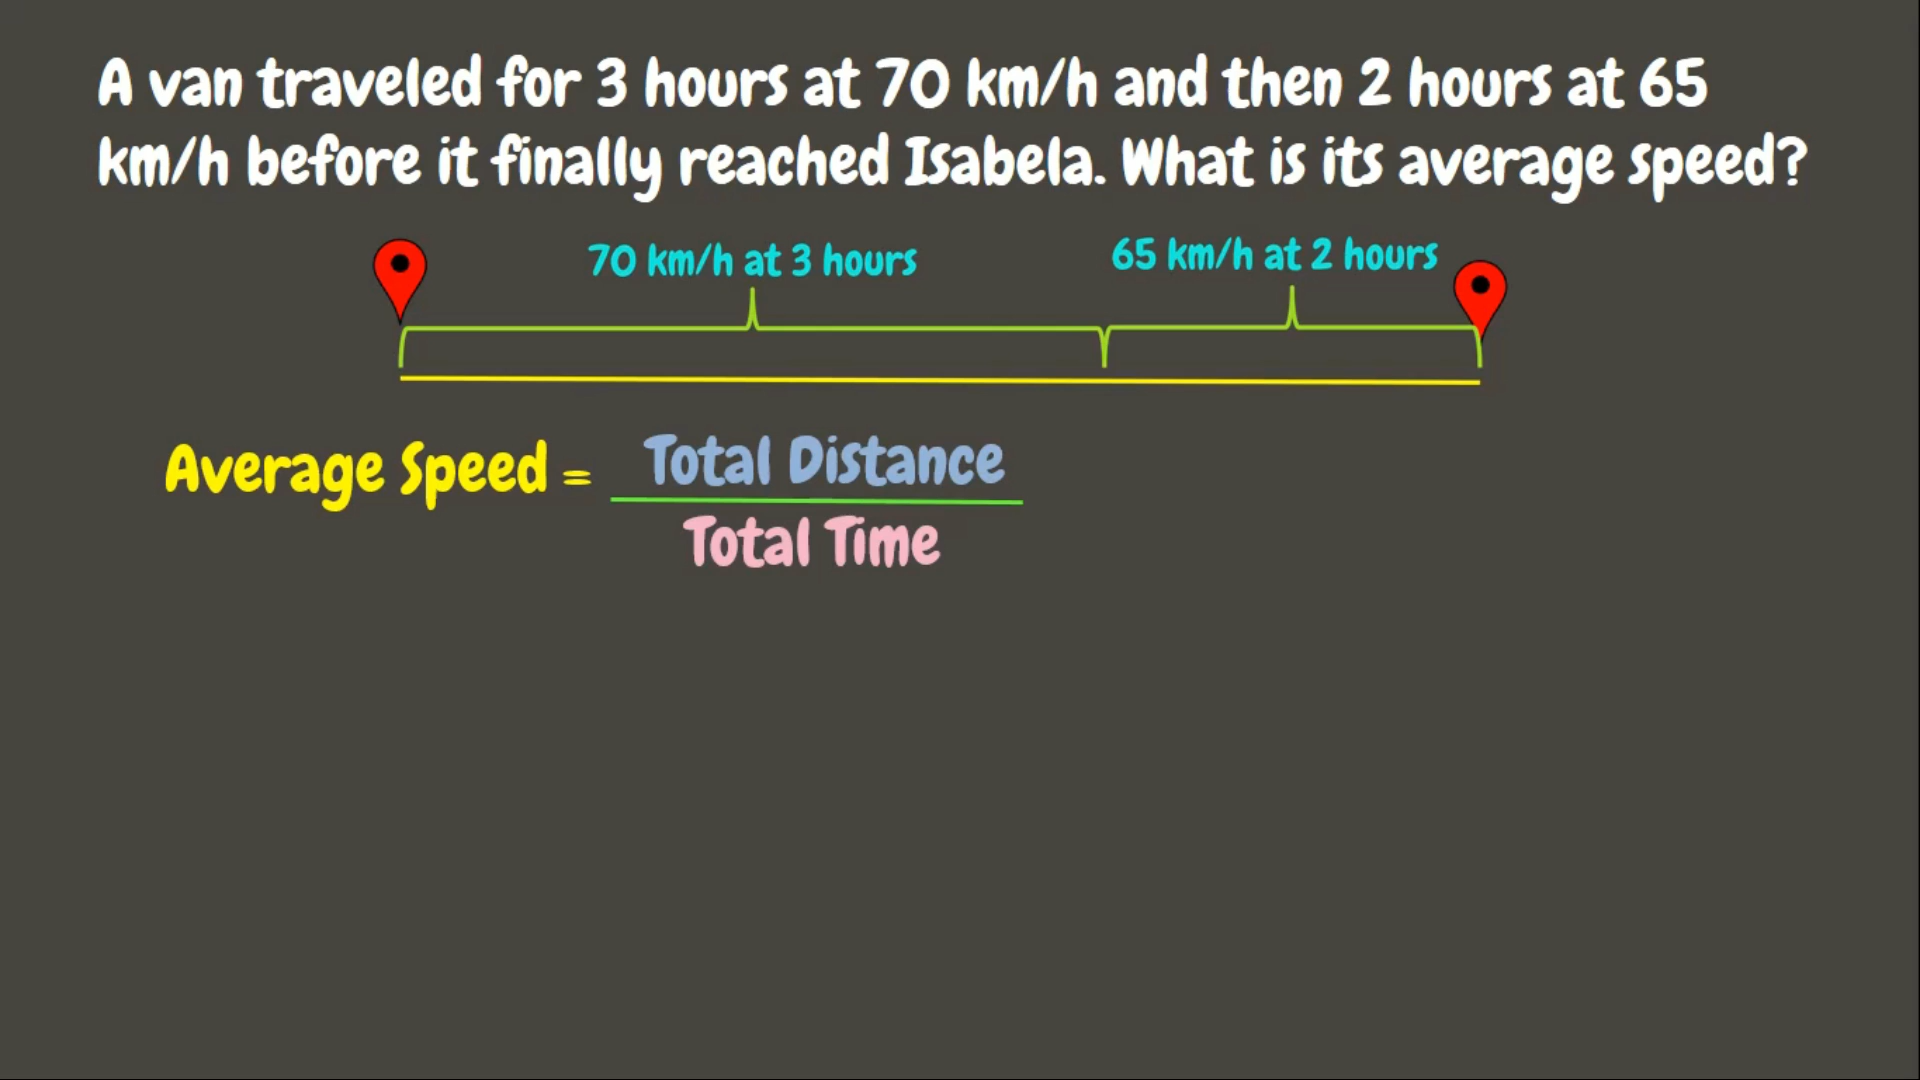 A van traveled for 3 hours at 70 km/h and then 2 hours at 65
km/h before it finally reached Isabela. What is its average speed?
70 km/h at 3 hours
65 km/h at 2 hours
Average Speed = Total Distance
Total Time